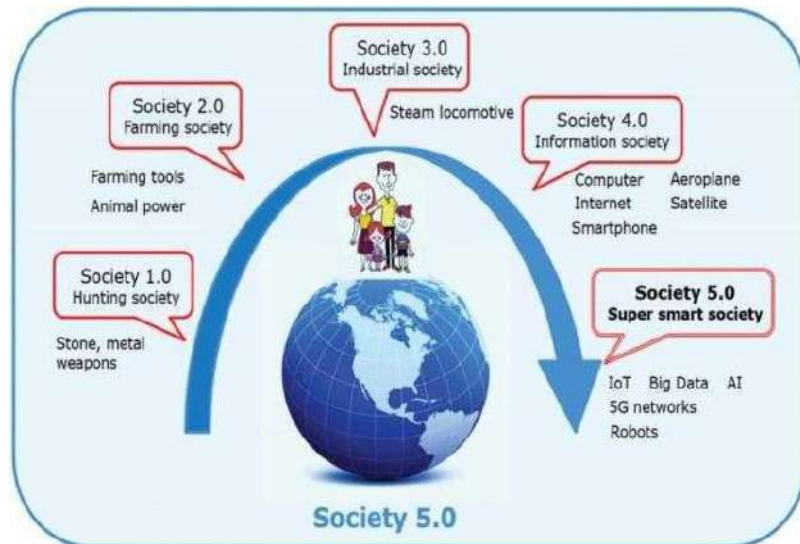 Society 1.0
Hunting society
Stone, metal
weapons
Society 2.0
Farming society
Farming tools
Animal power
Society 3.0
Industrial society
Steam locomotive
Society 4.0
Information society
Computer Aeroplane
Internet Satellite
Smartphone
Society 5.0
Super smart society
IoT Big Data AI
5G networks
Robots
Society 5.0